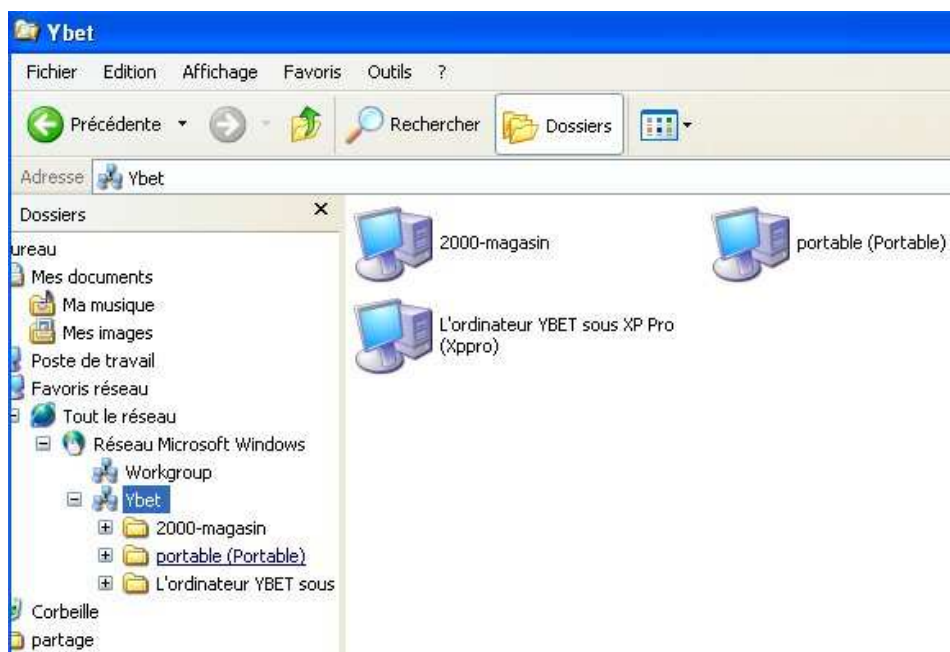 Ybet
Fichier Edition Affichage Favoris Outils ?
Précédente Rechercher Dossiers
Adresse Ybet
Dossiers
ureau
Mes documents
Ma musique
Mes images
Poste de travail
Favoris réseau
Tout le réseau
Réseau Microsoft Windows
Workgroup
Ybet
2000-magasin
portable (Portable)
L'ordinateur YBET sous
Corbeille
partage
2000-magasin
portable (Portable)
L'ordinateur YBET sous XP Pro
(Xppro)